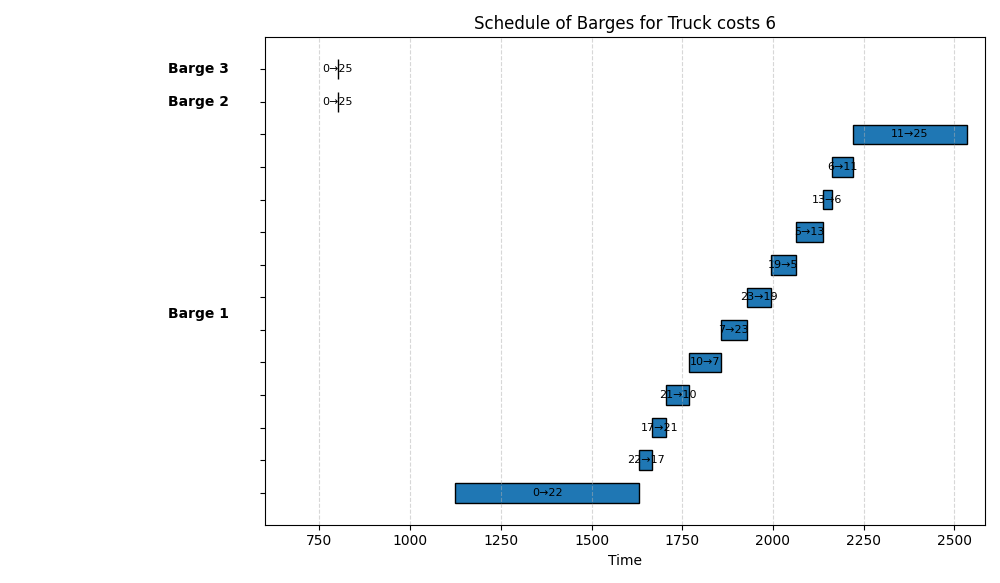 Schedule of Barges for Truck costs 6
Barge 3
0→25
Barge 2
0→25
11→25
6→11
13→6
5→13
19→5
23→19
Barge 1
7→23
10→7
21→10
17→21
22→17
0→22
750 1000 1250 1500 1750 2000 2250 2500
Time